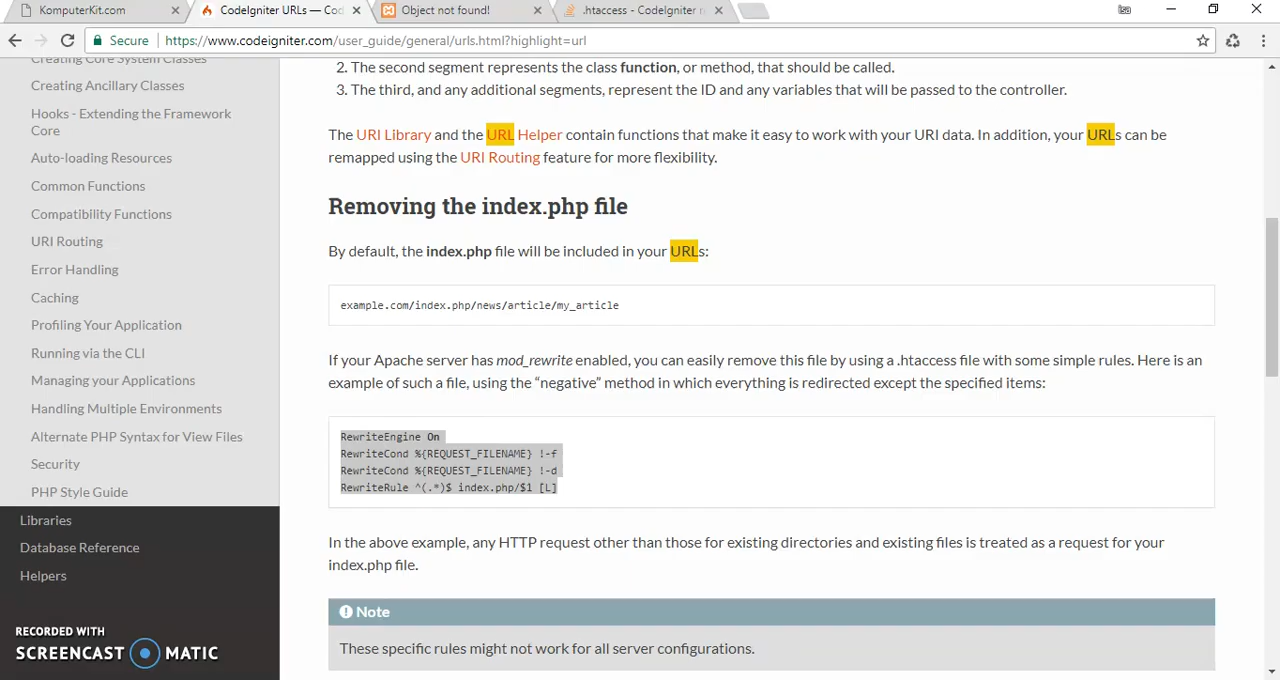 KomputerKit.com
CodeIgniter URLs — Cod
Object not found!
.htaccess - CodeIgniter r
Secure
https://www.codeigniter.com/user_guide/general/urls.html?highlight=url
Creating Core System Classes
Creating Ancillary Classes
Hooks - Extending the Framework
Core
Auto-loading Resources
Common Functions
Compatibility Functions
URI Routing
Error Handling
Caching
Profiling Your Application
Running via the CLI
Managing your Applications
Handling Multiple Environments
Alternate PHP Syntax for View Files
Security
PHP Style Guide
Libraries
Database Reference
Helpers
RECORDED WITH
SCREENCAST MATIC
2. The second segment represents the class function, or method, that should be called.
3. The third, and any additional segments, represent the ID and any variables that will be passed to the controller.
The URI Library and the URL Helper contain functions that make it easy to work with your URI data. In addition, your URLs can be
remapped using the URI Routing feature for more flexibility.
Removing the index.php file
By default, the index.php file will be included in your URLs:
example.com/index.php/news/article/my_article
If your Apache server has mod_rewrite enabled, you can easily remove this file by using a .htaccess file with some simple rules. Here is an
example of such a file, using the “negative” method in which everything is redirected except the specified items:
RewriteEngine On
RewriteCond %{REQUEST_FILENAME} !-f
RewriteCond %{REQUEST_FILENAME} !-d
RewriteRule ^(.*)$ index.php/$1 [L]
In the above example, any HTTP request other than those for existing directories and existing files is treated as a request for your
index.php file.
Note
These specific rules might not work for all server configurations.